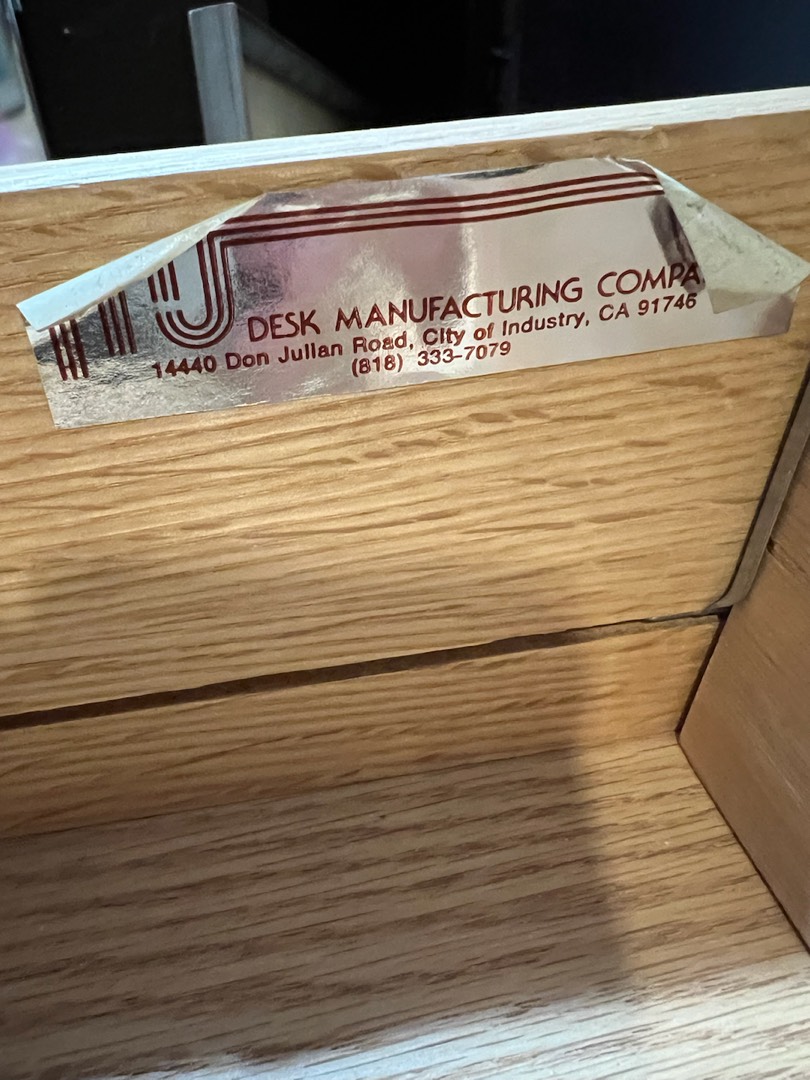 DESK MANUFACTURING COMPA
14440 Don Julian Road, City of Industry, CA 91746
(818) 333-7079